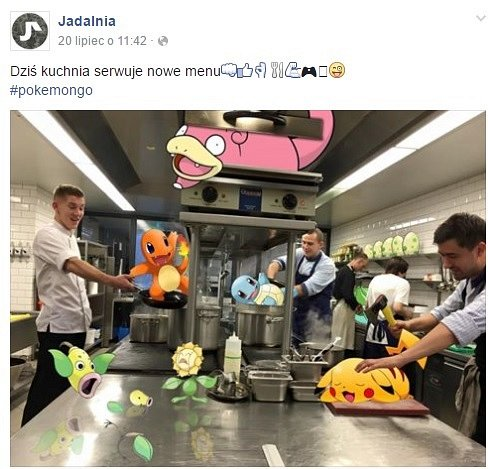 Jadalnia
20 lipiec o 11:42 ·
Dziś kuchnia serwuje nowe menu
#pokemongo